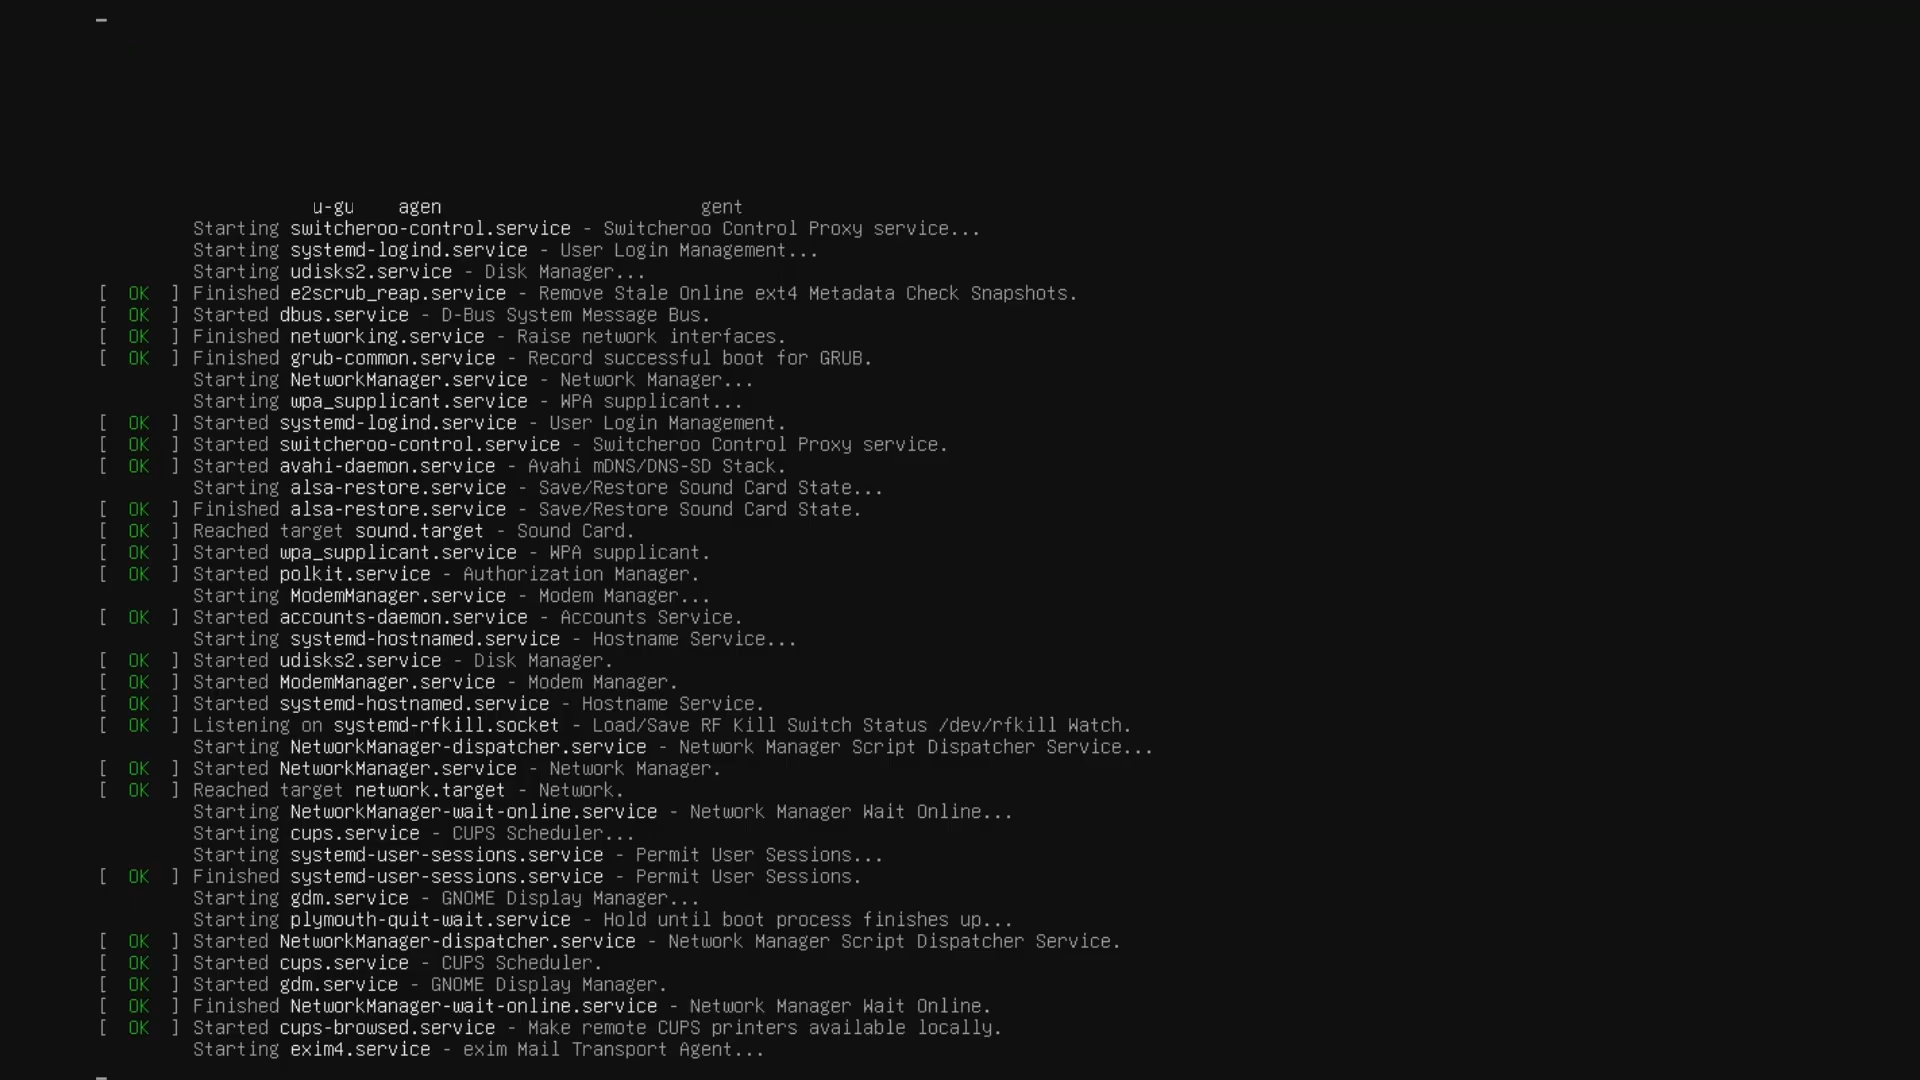 u-gu agen gent
Starting switcheroo-control.service - Switcheroo Control Proxy service...
Starting systemd-logind.service - User Login Management...
Starting udisks2.service - Disk Manager...
[ OK ] Finished e2scrub_reap.service - Remove Stale Online ext4 Metadata Check Snapshots.
[ OK ] Started dbus.service - D-Bus System Message Bus.
[ OK ] Finished networking.service - Raise network interfaces.
[ OK ] Finished grub-common.service - Record successful boot for GRUB.
Starting NetworkManager.service - Network Manager...
Starting wpa_supplicant.service - WPA supplicant...
[ OK ] Started systemd-logind.service - User Login Management.
[ OK ] Started switcheroo-control.service - Switcheroo Control Proxy service.
[ OK ] Started avahi-daemon.service - Avahi mDNS/DNS-SD Stack.
Starting alsa-restore.service - Save/Restore Sound Card State...
[ OK ] Finished alsa-restore.service - Save/Restore Sound Card State.
[ OK ] Reached target sound.target - Sound Card.
[ OK ] Started wpa_supplicant.service - WPA supplicant.
[ OK ] Started polkit.service - Authorization Manager.
Starting ModemManager.service - Modem Manager...
[ OK ] Started accounts-daemon.service - Accounts Service.
Starting systemd-hostnamed.service - Hostname Service...
[ OK ] Started udisks2.service - Disk Manager.
[ OK ] Started ModemManager.service - Modem Manager.
[ OK ] Started systemd-hostnamed.service - Hostname Service.
[ OK ] Listening on systemd-rfkill.socket - Load/Save RF Kill Switch Status /dev/rfkill Watch.
Starting NetworkManager-dispatcher.service - Network Manager Script Dispatcher Service...
[ OK ] Started NetworkManager.service - Network Manager.
[ OK ] Reached target network.target - Network.
Starting NetworkManager-wait-online.service - Network Manager Wait Online...
Starting cups.service - CUPS Scheduler...
Starting systemd-user-sessions.service - Permit User Sessions...
[ OK ] Finished systemd-user-sessions.service - Permit User Sessions.
Starting gdm.service - GNOME Display Manager...
Starting plymouth-quit-wait.service - Hold until boot process finishes up...
[ OK ] Started NetworkManager-dispatcher.service - Network Manager Script Dispatcher Service.
[ OK ] Started cups.service - CUPS Scheduler.
[ OK ] Started gdm.service - GNOME Display Manager.
[ OK ] Finished NetworkManager-wait-online.service - Network Manager Wait Online.
[ OK ] Started cups-browsed.service - Make remote CUPS printers available locally.
Starting exim4.service - exim Mail Transport Agent...